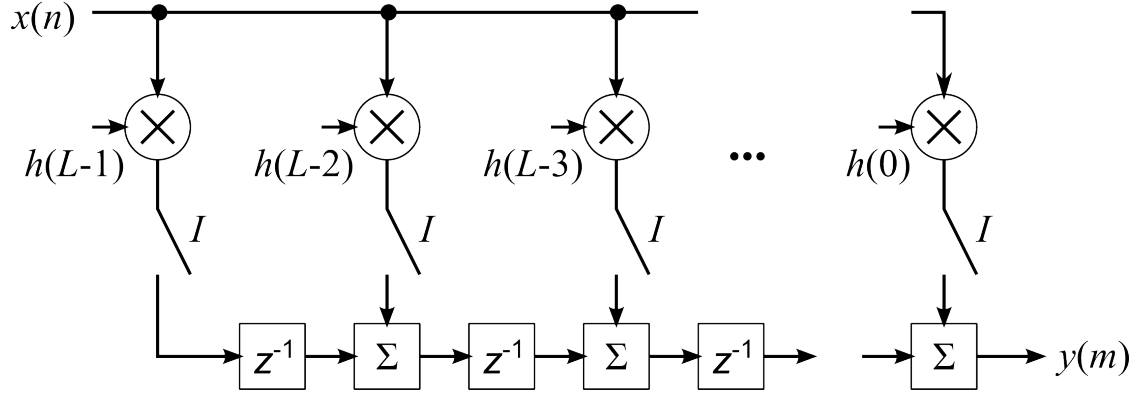 x(n)
h(L-1)
h(L-2)
h(L-3)
...
h(0)
I
I
I
I
z⁻¹
Σ
z⁻¹
Σ
z⁻¹
Σ
y(m)